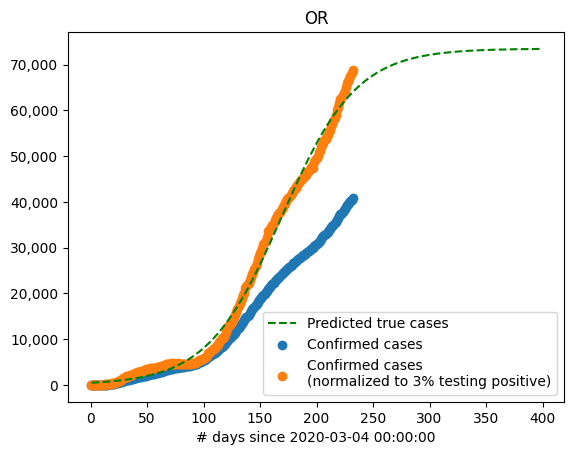 OR
70,000
60,000
50,000
40,000
30,000
20,000
10,000
0
Predicted true cases
Confirmed cases
Confirmed cases
(normalized to 3% testing positive)
0 50 100 150 200 250 300 350 400
# days since 2020-03-04 00:00:00